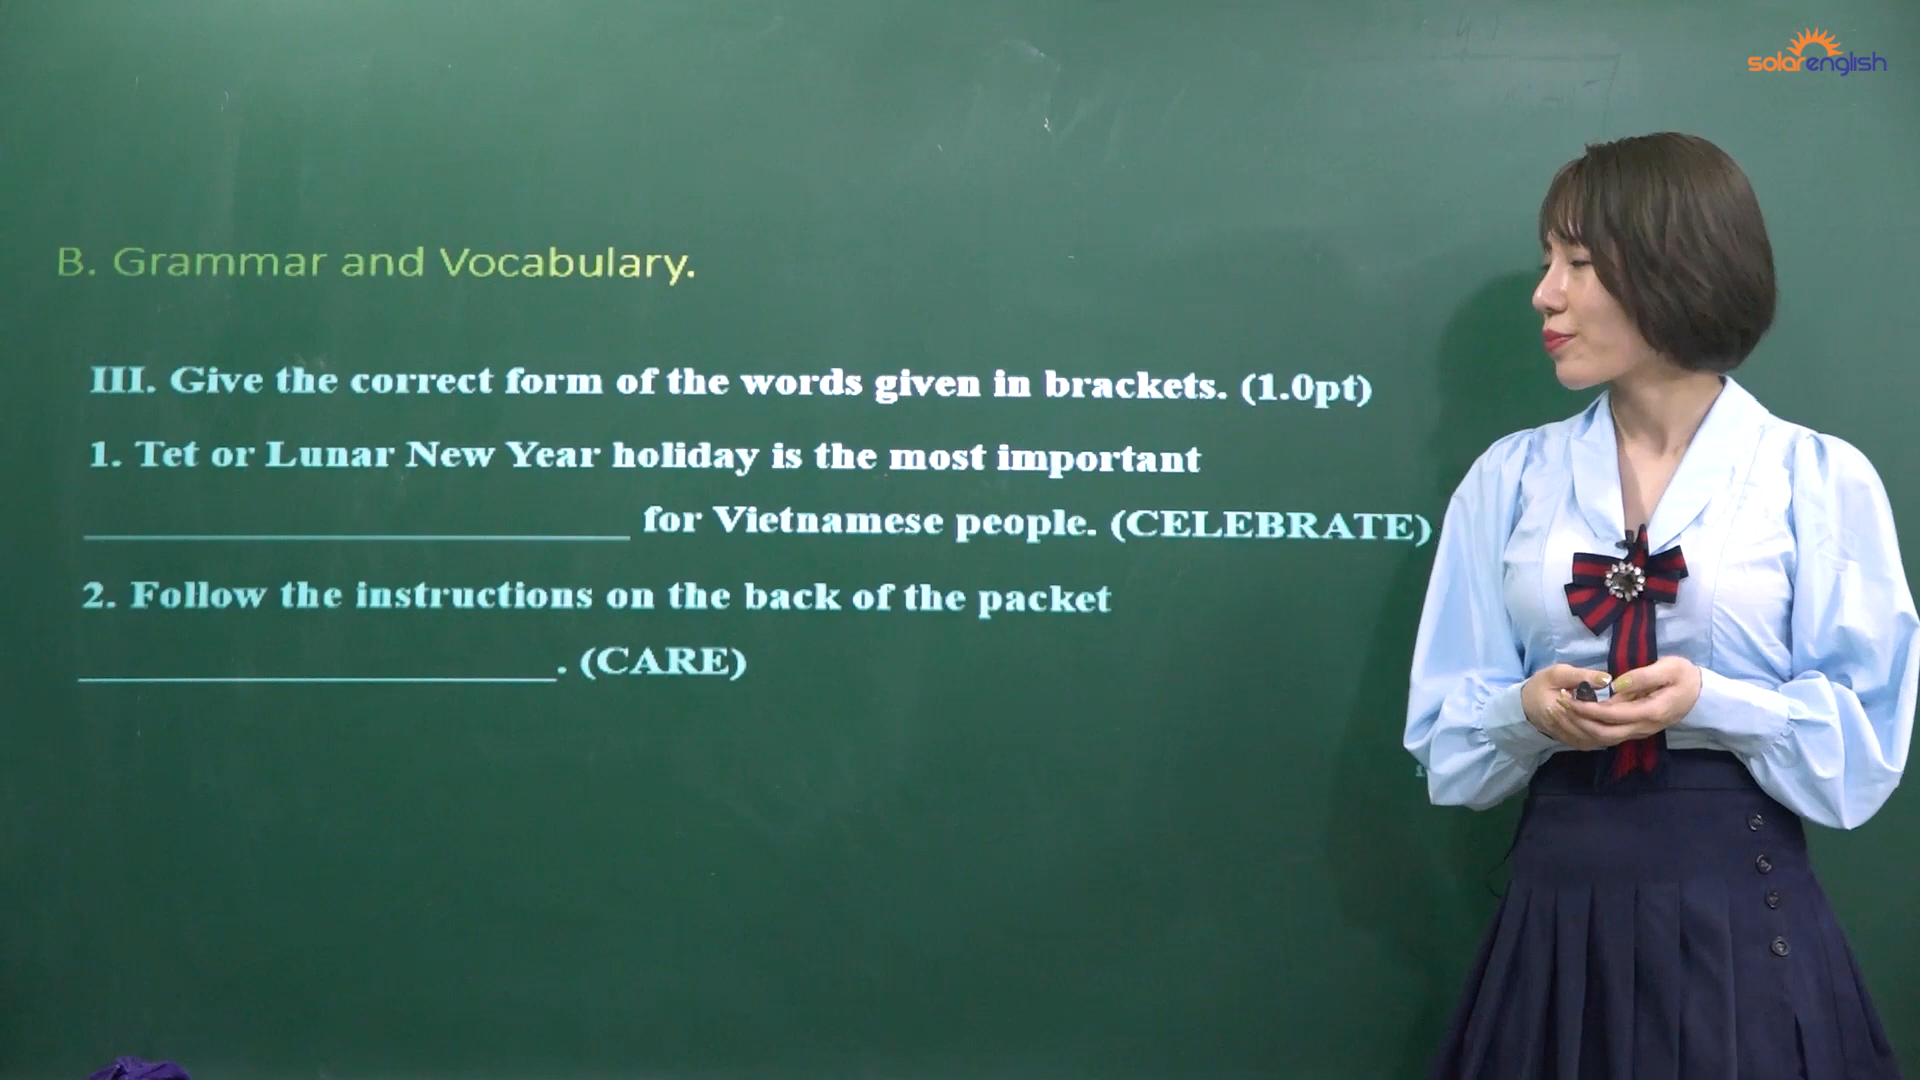 solarenglish
B. Grammar and Vocabulary.
III. Give the correct form of the words given in brackets. (1.0pt)
1. Tet or Lunar New Year holiday is the most important
____________________ for Vietnamese people. (CELEBRATE)
2. Follow the instructions on the back of the packet
____________________. (CARE)